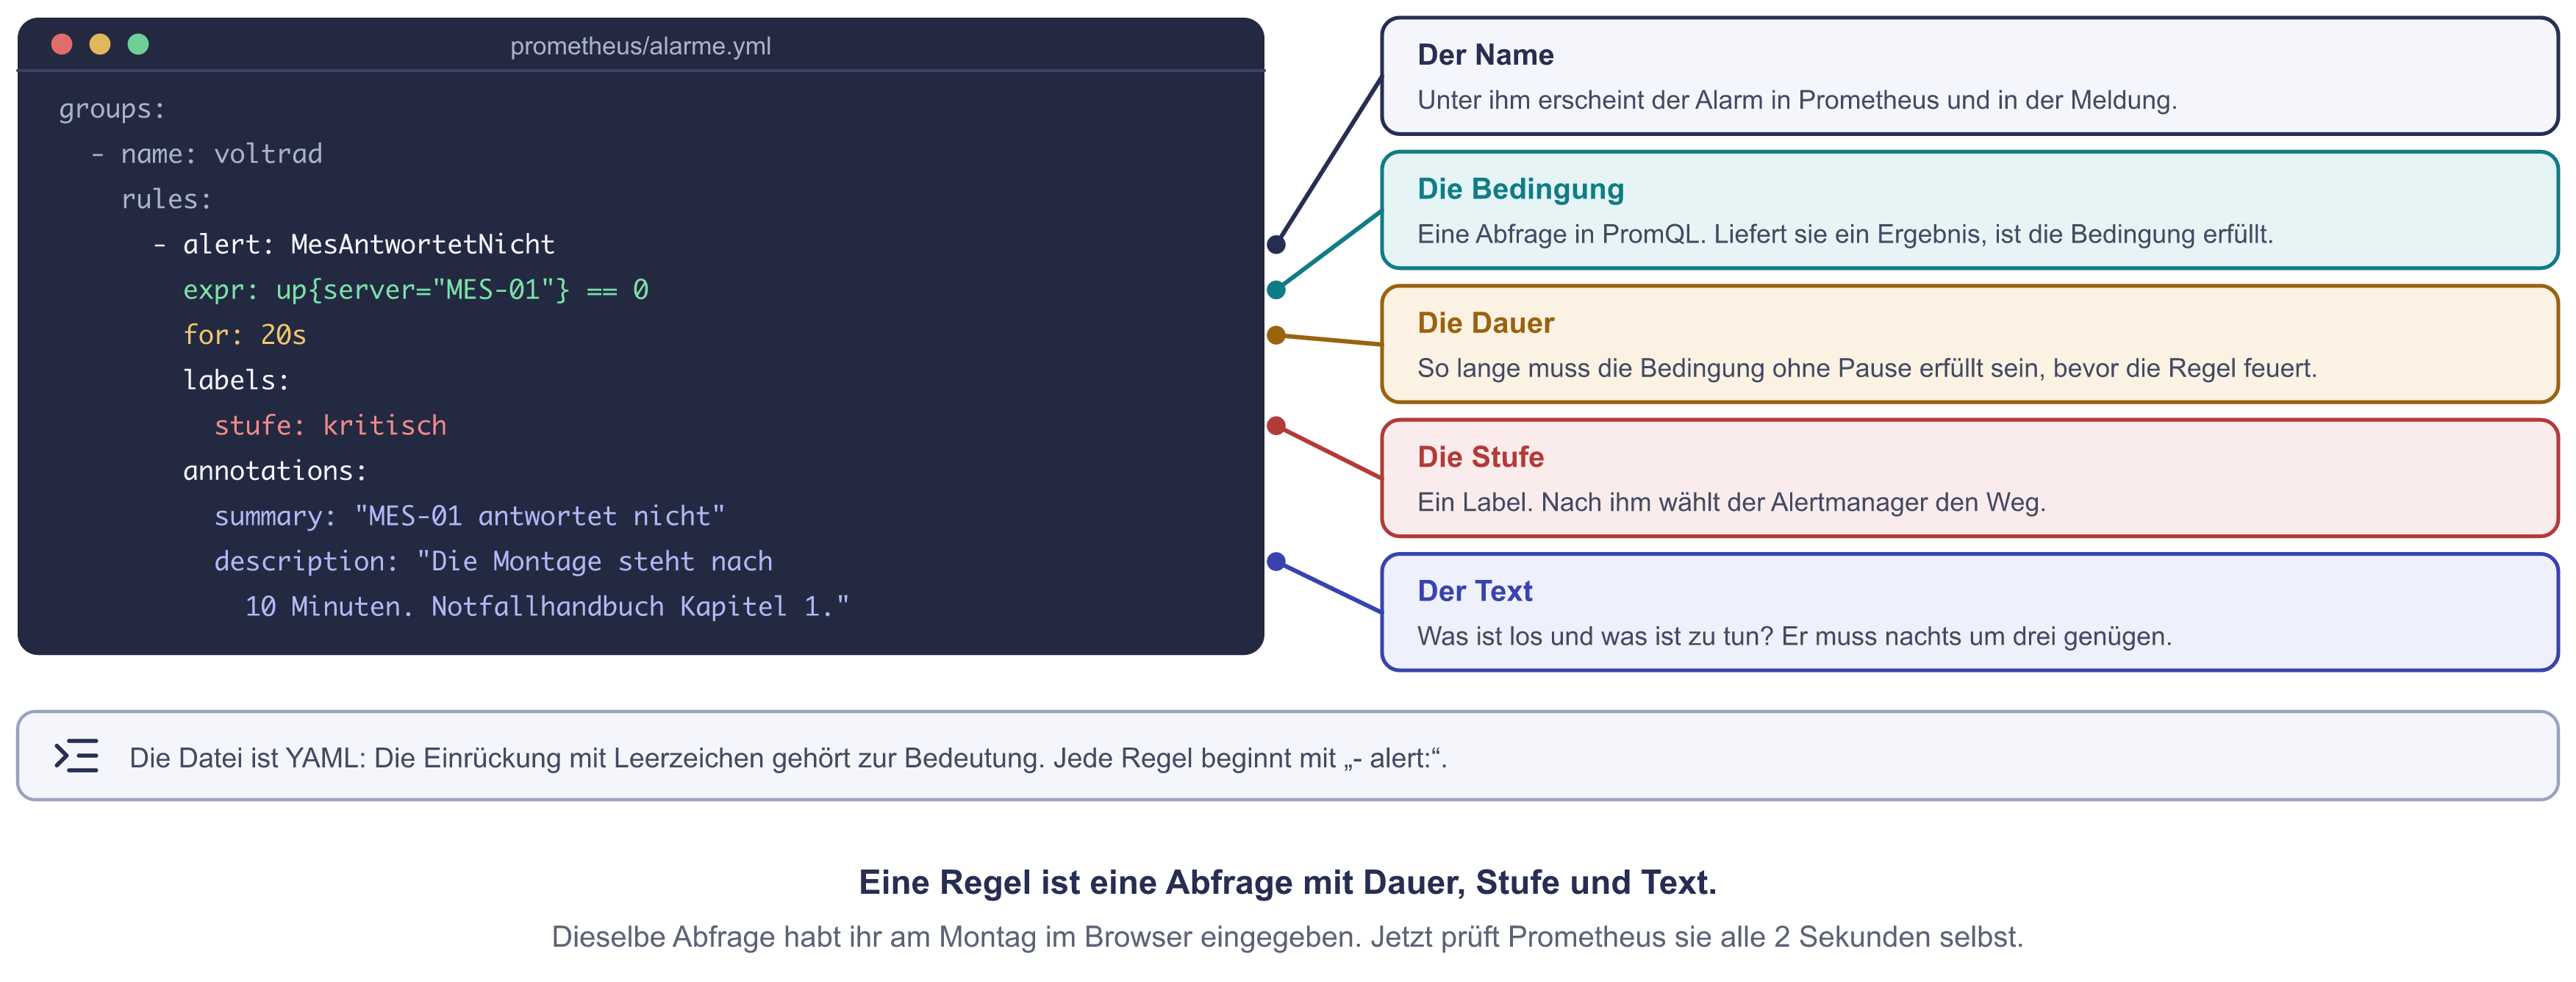 prometheus/alarme.yml
groups:
  - name: voltrad
    rules:
      - alert: MesAntwortetNicht
        expr: up{server="MES-01"} == 0
        for: 20s
        labels:
          stufe: kritisch
        annotations:
          summary: "MES-01 antwortet nicht"
          description: "Die Montage steht nach
            10 Minuten. Notfallhandbuch Kapitel 1."
Der Name
Unter ihm erscheint der Alarm in Prometheus und in der Meldung.
Die Bedingung
Eine Abfrage in PromQL. Liefert sie ein Ergebnis, ist die Bedingung erfüllt.
Die Dauer
So lange muss die Bedingung ohne Pause erfüllt sein, bevor die Regel feuert.
Die Stufe
Ein Label. Nach ihm wählt der Alertmanager den Weg.
Der Text
Was ist los und was ist zu tun? Er muss nachts um drei genügen.
Die Datei ist YAML: Die Einrückung mit Leerzeichen gehört zur Bedeutung. Jede Regel beginnt mit „- alert:“.
Eine Regel ist eine Abfrage mit Dauer, Stufe und Text.
Dieselbe Abfrage habt ihr am Montag im Browser eingegeben. Jetzt prüft Prometheus sie alle 2 Sekunden selbst.